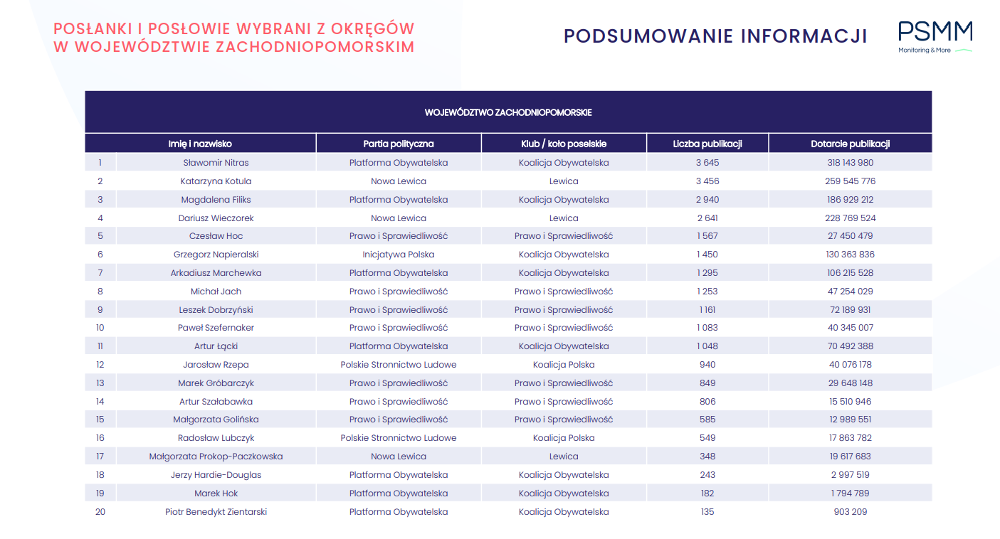 POSŁANKI I POSŁOWIE WYBRANI Z OKRĘGÓW
W WOJEWÓDZTWIE ZACHODNIOPOMORSKIM
PODSUMOWANIE INFORMACJI
PSMM
Monitoring & More
WOJEWÓDZTWO ZACHODNIOPOMORSKIE
Imię i nazwisko Partia polityczna Klub / koło poselskie Liczba publikacji Dotarcie publikacji
1 Sławomir Nitras Platforma Obywatelska Koalicja Obywatelska 3 645 318 143 980
2 Katarzyna Kotula Nowa Lewica Lewica 3 456 259 545 776
3 Magdalena Filiks Platforma Obywatelska Koalicja Obywatelska 2 940 186 929 212
4 Dariusz Wieczorek Nowa Lewica Lewica 2 641 228 769 524
5 Czesław Hoc Prawo i Sprawiedliwość Prawo i Sprawiedliwość 1 567 27 450 479
6 Grzegorz Napieralski Inicjatywa Polska Koalicja Obywatelska 1 450 130 363 836
7 Arkadiusz Marchewka Platforma Obywatelska Koalicja Obywatelska 1 295 106 215 528
8 Michał Jach Prawo i Sprawiedliwość Prawo i Sprawiedliwość 1 253 47 254 029
9 Leszek Dobrzyński Prawo i Sprawiedliwość Prawo i Sprawiedliwość 1 161 72 189 931
10 Paweł Szefernaker Prawo i Sprawiedliwość Prawo i Sprawiedliwość 1 083 40 345 007
11 Artur Łącki Platforma Obywatelska Koalicja Obywatelska 1 048 70 492 388
12 Jarosław Rzepa Polskie Stronnictwo Ludowe Koalicja Polska 940 40 076 178
13 Marek Gróbarczyk Prawo i Sprawiedliwość Prawo i Sprawiedliwość 849 29 648 148
14 Artur Szałabawka Prawo i Sprawiedliwość Prawo i Sprawiedliwość 806 15 510 946
15 Małgorzata Golińska Prawo i Sprawiedliwość Prawo i Sprawiedliwość 585 12 989 551
16 Radosław Lubczyk Polskie Stronnictwo Ludowe Koalicja Polska 549 17 863 782
17 Małgorzata Prokop-Paczkowska Nowa Lewica Lewica 348 19 617 683
18 Jerzy Hardie-Douglas Platforma Obywatelska Koalicja Obywatelska 243 2 997 519
19 Marek Hok Platforma Obywatelska Koalicja Obywatelska 182 1 794 789
20 Piotr Benedykt Zientarski Platforma Obywatelska Koalicja Obywatelska 135 903 209